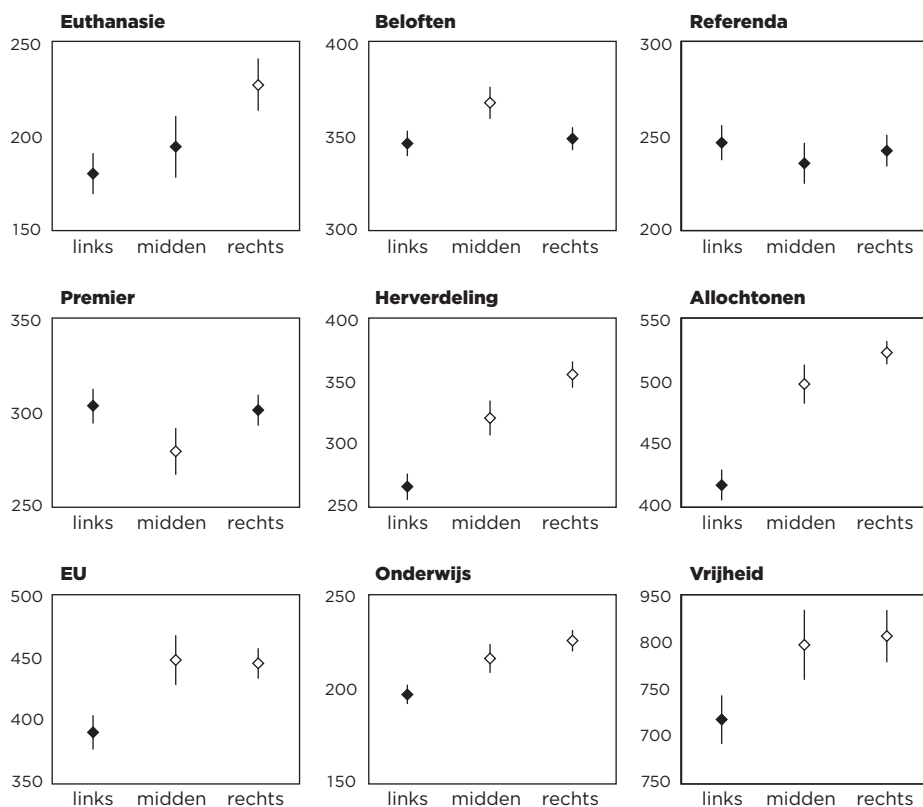 Euthanasie
250
200
150
links midden rechts
Beloften
400
350
300
links midden rechts
Referenda
300
250
200
links midden rechts
Premier
350
300
250
links midden rechts
Herverdeling
400
350
300
250
links midden rechts
Allochtonen
550
500
450
400
links midden rechts
EU
500
450
400
350
links midden rechts
Onderwijs
250
200
150
links midden rechts
Vrijheid
950
800
750
700
750
links midden rechts